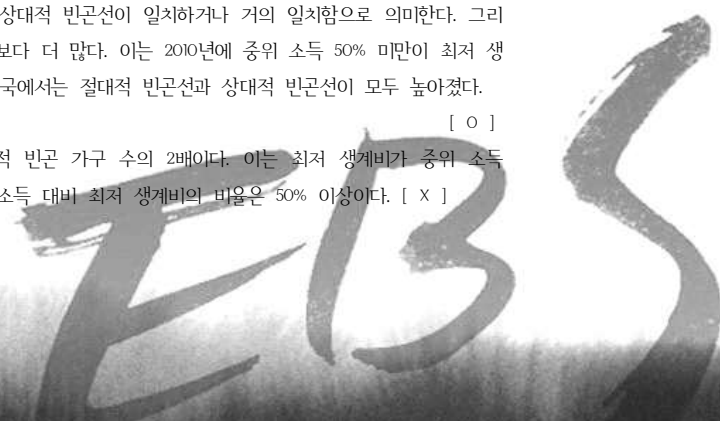 상대적 빈곤선이 일치하거나 거의 일치함으로 의미한다. 그리
보다 더 많다. 이는 2010년에 중위 소득 50% 미만이 최저 생
국에서는 절대적 빈곤선과 상대적 빈곤선이 모두 높아졌다.
[ O ]
적 빈곤 가구 수의 2배이다. 이는 최저 생계비가 중위 소득
소득 대비 최저 생계비의 비율은 50% 이상이다. [ X ]
EBS